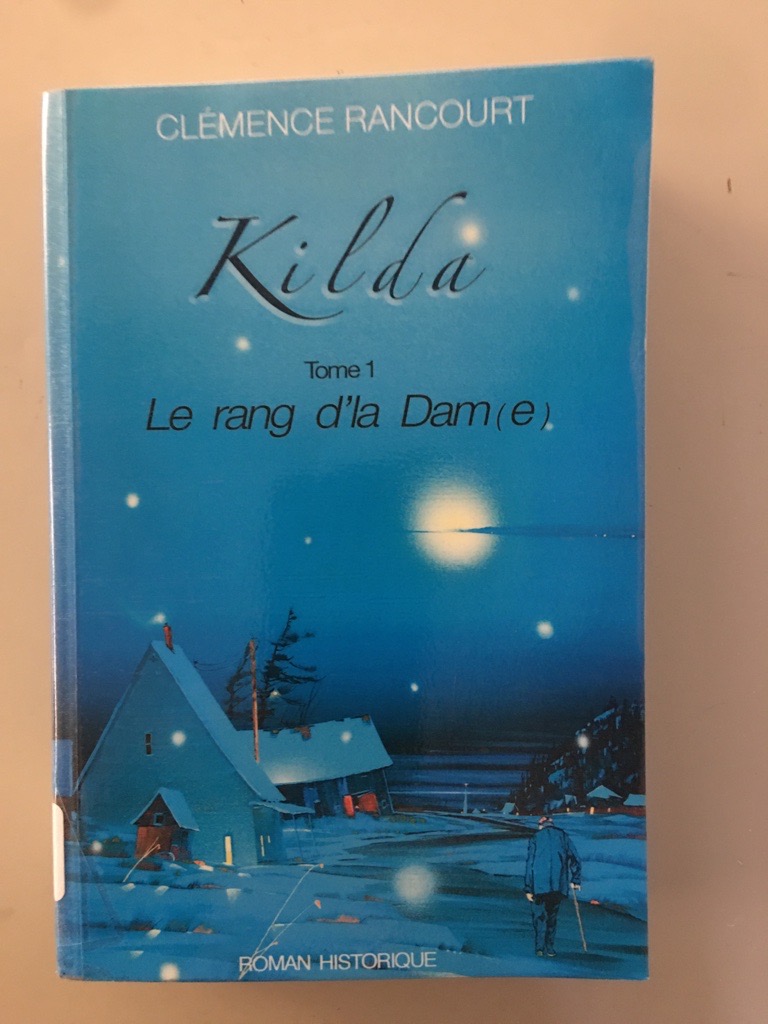 CLÉMENCE RANCOURT
Kilda
Tome 1
Le rang d'la Dam(e)
ROMAN HISTORIQUE